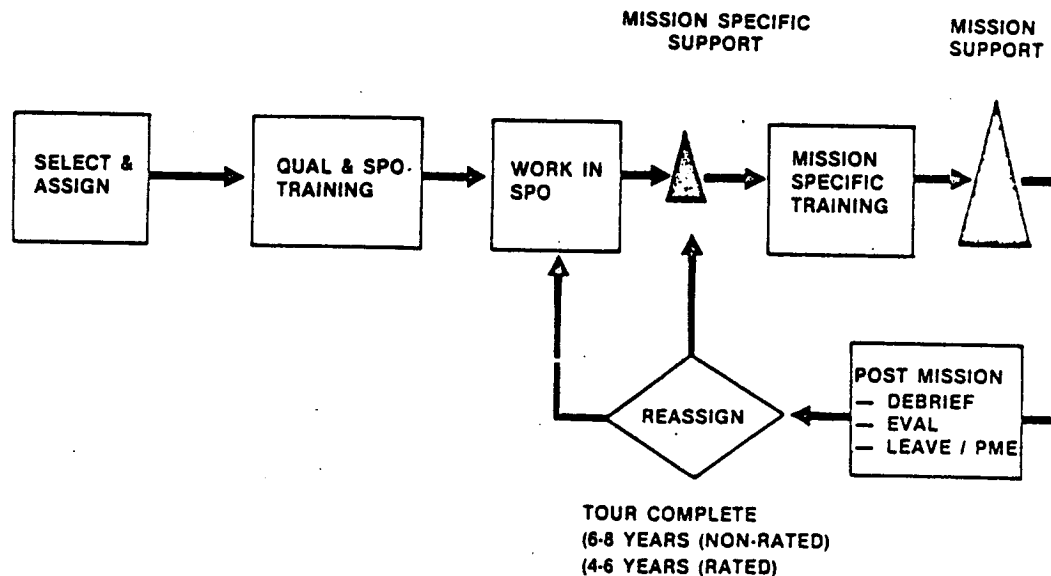 MISSION SPECIFIC
SUPPORT
MISSION
SUPPORT
SELECT &
ASSIGN
QUAL & SPO
TRAINING
WORK IN
SPO
MISSION
SPECIFIC
TRAINING
REASSIGN
POST MISSION
— DEBRIEF
— EVAL
— LEAVE / PME
TOUR COMPLETE
(6-8 YEARS (NON-RATED)
(4-6 YEARS (RATED)